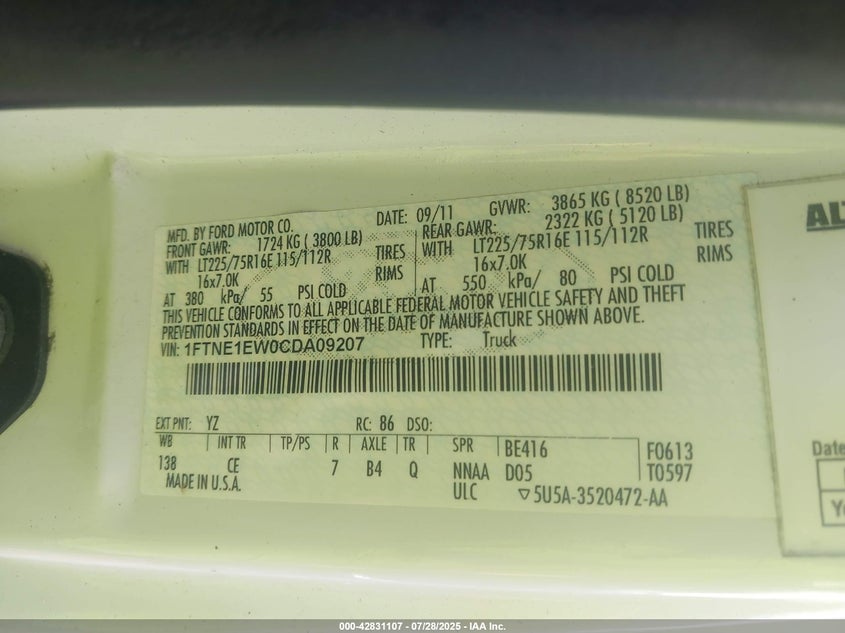 MFD. BY FORD MOTOR CO.
DATE: 09/11
GVWR: 3865 KG ( 8520 LB)
FRONT GAWR: 1724 KG ( 3800 LB)
REAR GAWR: 2322 KG ( 5120 LB)
WITH LT225/75R16E 115/112R TIRES
WITH LT225/75R16E 115/112R TIRES
16x7.0K RIMS
16x7.0K RIMS
AT 380 kPa/ 55 PSI COLD
AT 550 kPa/ 80 PSI COLD
THIS VEHICLE CONFORMS TO ALL APPLICABLE FEDERAL MOTOR VEHICLE SAFETY AND THEFT
PREVENTION STANDARDS IN EFFECT ON THE DATE OF MANUFACTURE SHOWN ABOVE.
VIN: 1FTNE1EW0CDA09207
TYPE: Truck
EXT PNT: YZ RC: 86 DSO:
WB INT TR TP/PS R AXLE TR SPR BE416 F0613
138 CE 7 B4 Q NNAA D05 T0597
MADE IN U.S.A. ULC ▽5U5A-3520472-AA
Date
000-42831107 - 07/28/2025 - IAA Inc.